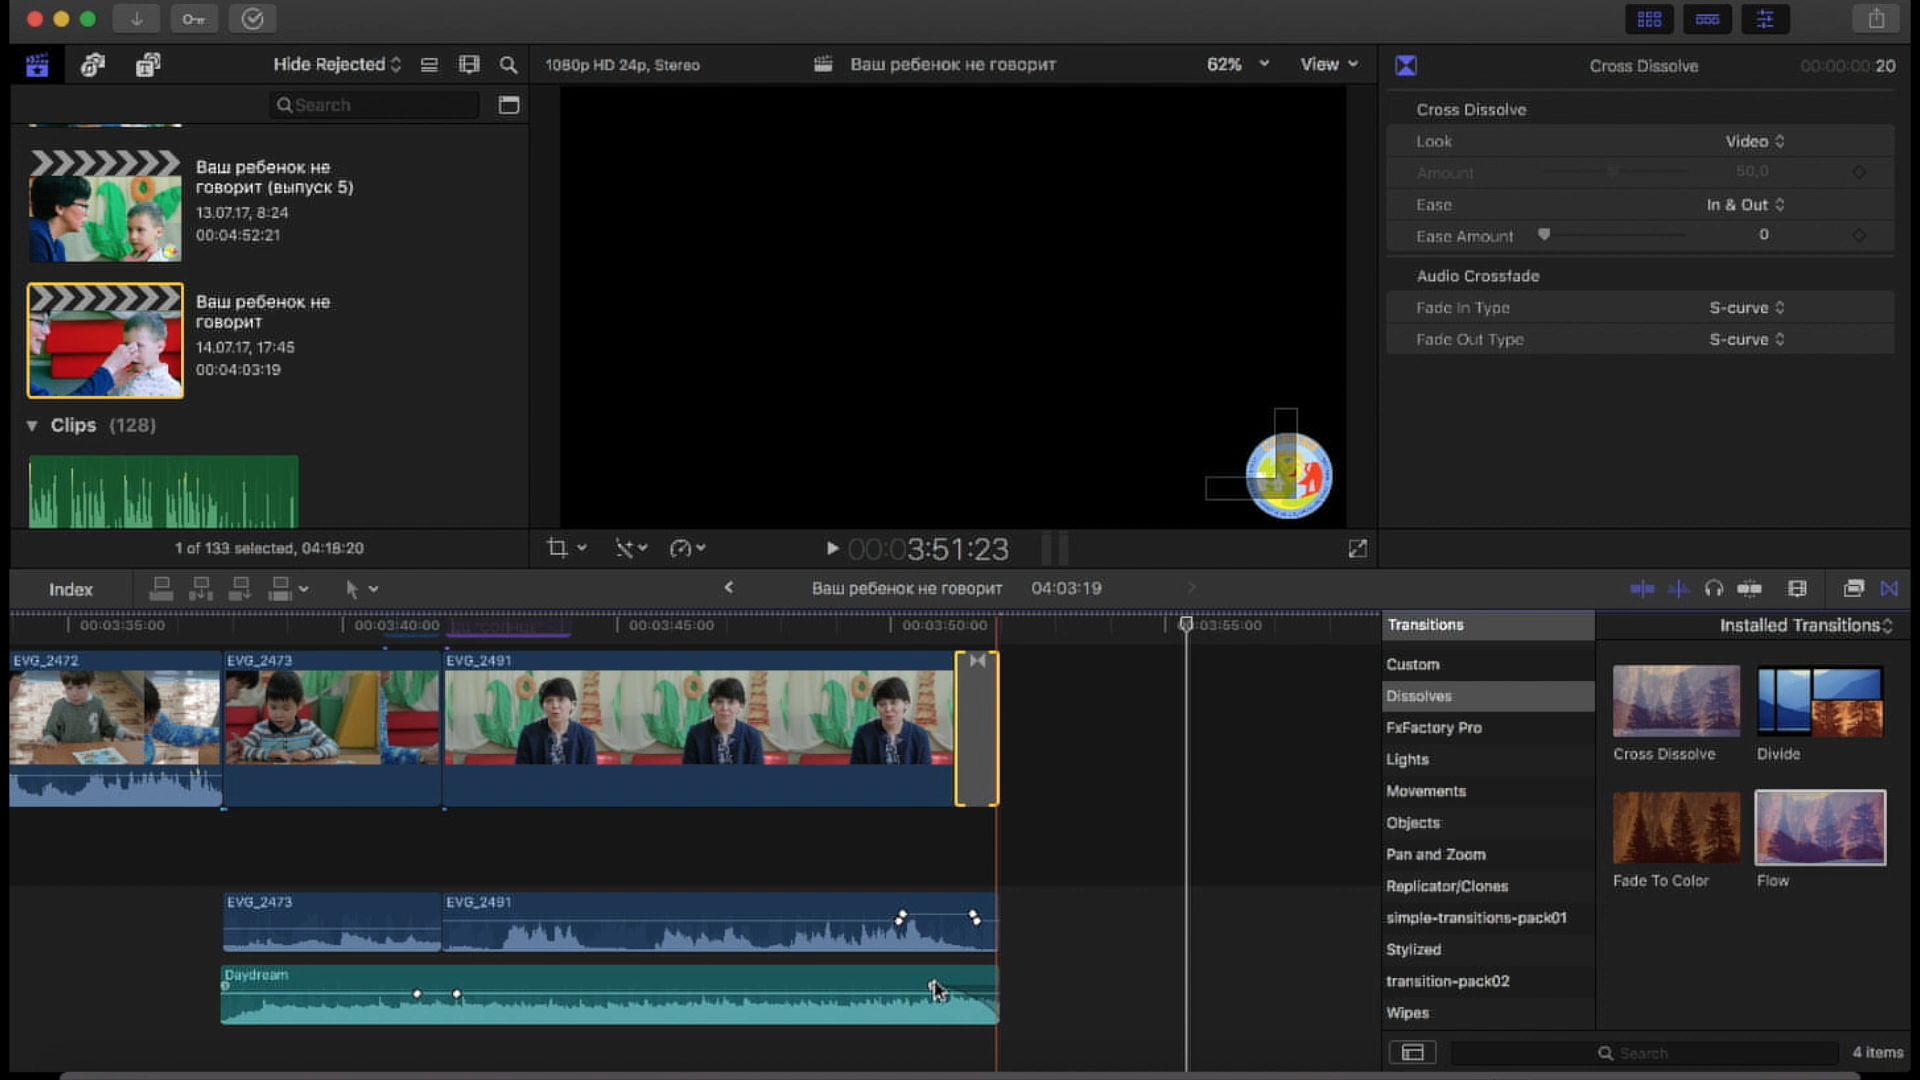 Hide Rejected
1080p HD 24p, Stereo
Ваш ребенок не говорит
62%
View
Cross Dissolve
00:00:00:20
Search
Cross Dissolve
Look
Video
Amount
50,0
Ease
In & Out
Ease Amount
0
Audio Crossfade
Fade In Type
S-curve
Fade Out Type
S-curve
Ваш ребенок не
говорит (выпуск 5)
13.07.17, 8:24
00:04:52:21
Ваш ребенок не
говорит
14.07.17, 17:45
00:04:03:19
Clips (128)
1 of 133 selected, 04:18:20
00:03:51:23
Index
Ваш ребенок не говорит
04:03:19
00:03:35:00
00:03:40:00
00:03:45:00
00:03:50:00
03:55:00
EVG_2472
EVG_2473
EVG_2491
EVG_2473
EVG_2491
Daydream
Transitions
Installed Transitions
Custom
Dissolves
FxFactory Pro
Lights
Movements
Objects
Pan and Zoom
Replicator/Clones
simple-transitions-pack01
Stylized
transition-pack02
Wipes
Cross Dissolve
Divide
Fade To Color
Flow
Search
4 items